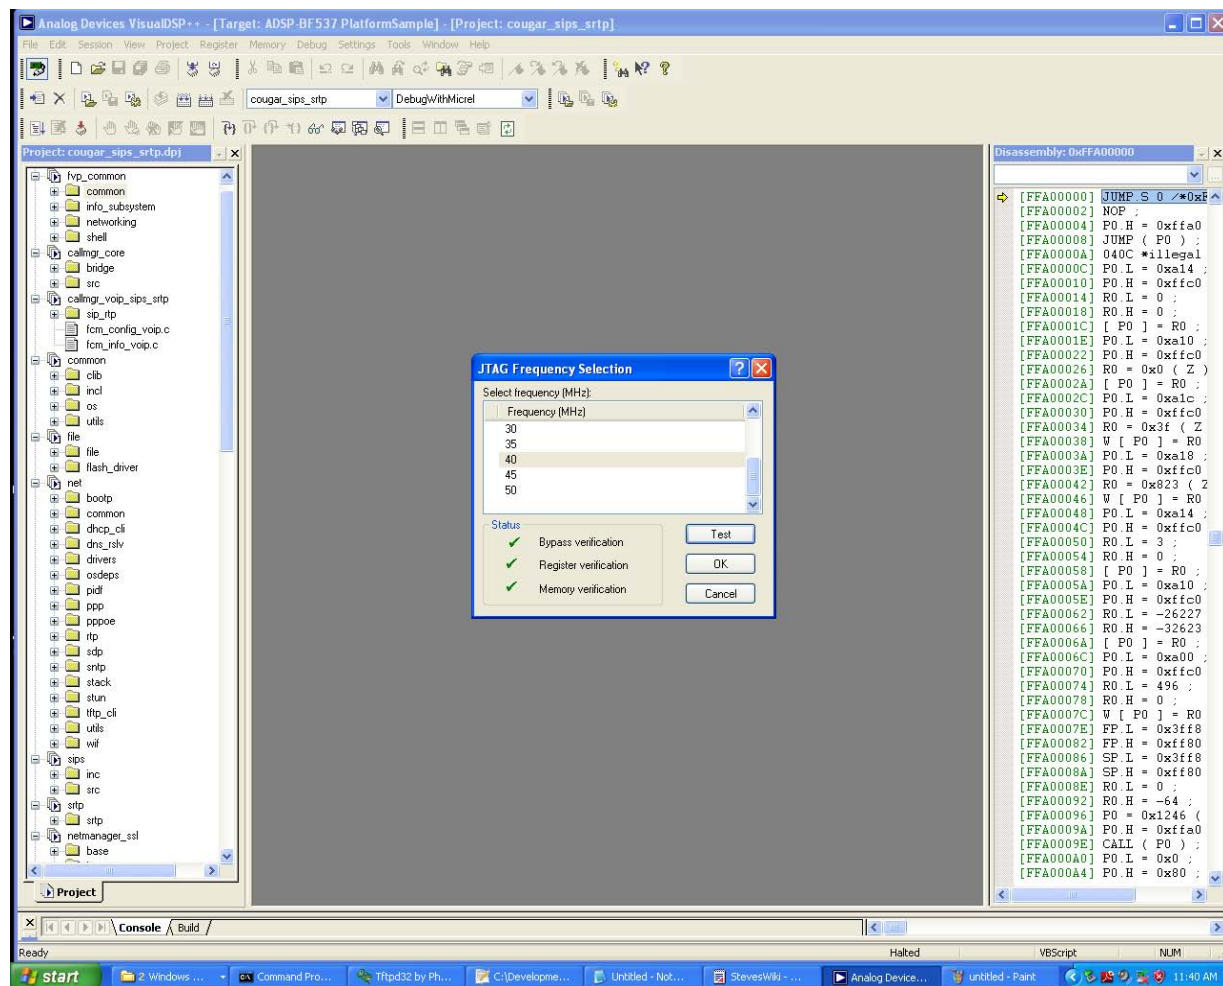 Analog Devices VisualDSP++ - [Target: ADSP-BF537 PlatformSample] - [Project: cougar_sips_srtp]
File Edit Session View Project Register Memory Debug Settings Tools Window Help
cougar_sips_srtp DebugWithMicrel
Project: cougar_sips_srtp.dpj
fvp_common
common
info_subsystem
networking
shell
callmgr_core
bridge
src
callmgr_voip_sips_srtp
sip_rtp
fcm_config_voip.c
fcm_info_voip.c
common
clib
incl
os
utils
file
file
flash_driver
net
bootp
common
dhcp_cli
dns_rslv
drivers
osdeps
pidf
ppp
pppoe
rtp
sdp
sntp
stack
stun
tftp_cli
utils
wif
sips
inc
src
srtp
srtp
netmanager_ssl
base
Project
JTAG Frequency Selection
Select frequency (MHz):
Frequency (MHz)
30
35
40
45
50
Status
Bypass verification
Register verification
Memory verification
Test
OK
Cancel
Disassembly: 0xFFA00000
[FFA00000] JUMP.S 0 /*0xF
[FFA00002] NOP ;
[FFA00004] P0.H = 0xffa0
[FFA00008] JUMP ( P0 ) ;
[FFA0000A] 040C *illegal
[FFA0000C] P0.L = 0xa14 ;
[FFA00010] P0.H = 0xffc0
[FFA00014] R0.L = 0 ;
[FFA00018] R0.H = 0 ;
[FFA0001C] [ P0 ] = R0 ;
[FFA0001E] P0.L = 0xa10 ;
[FFA00022] P0.H = 0xffc0
[FFA00026] R0 = 0x0 ( Z )
[FFA0002A] [ P0 ] = R0 ;
[FFA0002C] P0.L = 0xa1c ;
[FFA00030] P0.H = 0xffc0
[FFA00034] R0 = 0x3f ( Z
[FFA00038] W [ P0 ] = R0
[FFA0003A] P0.L = 0xa18 ;
[FFA0003E] P0.H = 0xffc0
[FFA00042] R0 = 0x823 ( Z
[FFA00046] W [ P0 ] = R0
[FFA00048] P0.L = 0xa14 ;
[FFA0004C] P0.H = 0xffc0
[FFA00050] R0.L = 3 ;
[FFA00054] R0.H = 0 ;
[FFA00058] [ P0 ] = R0 ;
[FFA0005A] P0.L = 0xa10 ;
[FFA0005E] P0.H = 0xffc0
[FFA00062] R0.L = -26227
[FFA00066] R0.H = -32623
[FFA0006A] [ P0 ] = R0 ;
[FFA0006C] P0.L = 0xa00 ;
[FFA00070] P0.H = 0xffc0
[FFA00074] R0.L = 496 ;
[FFA00078] R0.H = 0 ;
[FFA0007C] W [ P0 ] = R0
[FFA0007E] FP.L = 0x3ff8
[FFA00082] FP.H = 0xff80
[FFA00086] SP.L = 0x3ff8
[FFA0008A] SP.H = 0xff80
[FFA0008E] R0.L = 0 ;
[FFA00092] R0.H = -64 ;
[FFA00096] P0 = 0x1246 (
[FFA0009A] P0.H = 0xffa0
[FFA0009E] CALL ( P0 ) ;
[FFA000A0] P0.L = 0x0 ;
[FFA000A4] P0.H = 0x80 ;
Console Build
Ready Halted VBScript NUM
start 2 Windows ... Command Pro... Tftpd32 by Ph... C:\Developme... Untitled - Not... StevesWiki - ... Analog Device... untitled - Paint 11:40 AM